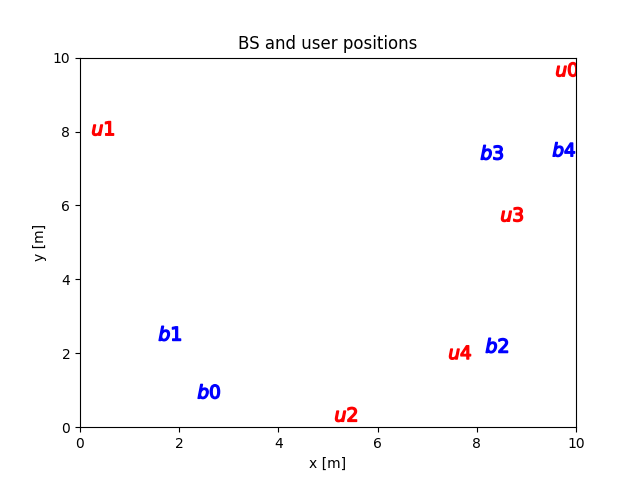 BS and user positions
10
u0
8
u1
b3
b4
6
u3
y [m]
4
b1
b2
2
u4
b0
u2
0
0 2 4 6 8 10
x [m]